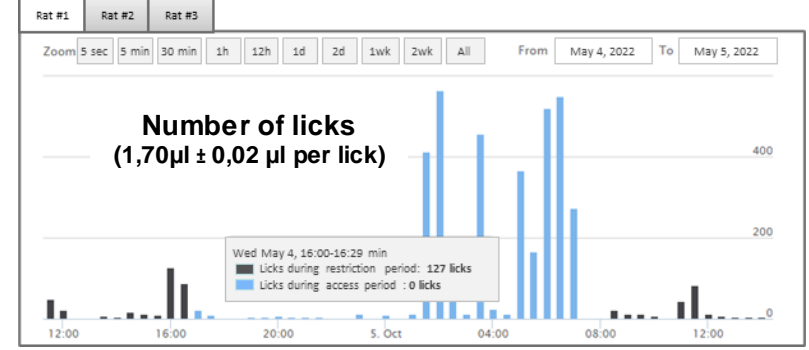 Rat #1 Rat #2 Rat #3
Zoom 5 sec 5 min 30 min 1h 12h 1d 2d 1wk 2wk All From May 4, 2022 To May 5, 2022
Number of licks
(1,70µl ± 0,02 µl per lick)
400
200
Wed May 4, 16:00-16:29 min
Licks during restriction period: 127 licks
Licks during access period : 0 licks
0
12:00 16:00 20:00 5. Oct 04:00 08:00 12:00